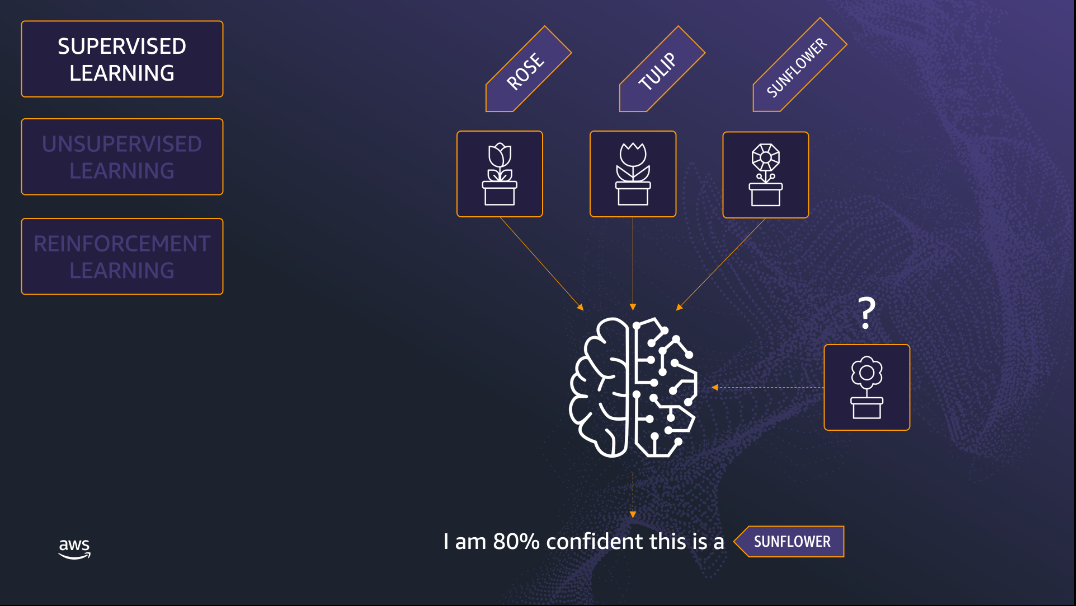 SUPERVISED
LEARNING
UNSUPERVISED
LEARNING
REINFORCEMENT
LEARNING
ROSE
TULIP
SUNFLOWER
?
I am 80% confident this is a
SUNFLOWER
aws